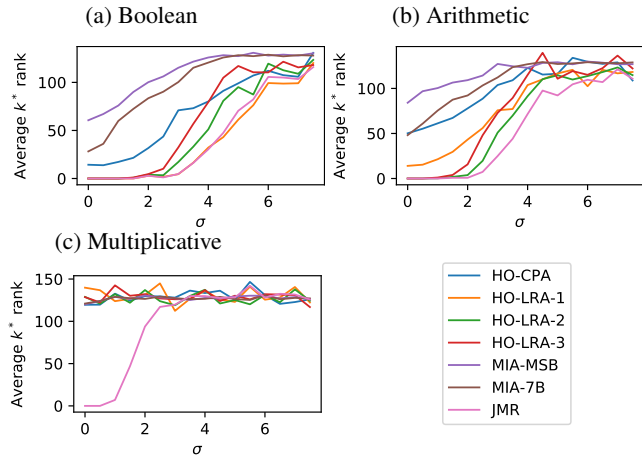 (a) Boolean
Average k* rank
100
50
0
0 2 4 6
σ
(b) Arithmetic
Average k* rank
100
50
0
0 2 4 6
σ
(c) Multiplicative
Average k* rank
150
100
50
0
0 2 4 6
σ
HO-CPA
HO-LRA-1
HO-LRA-2
HO-LRA-3
MIA-MSB
MIA-7B
JMR